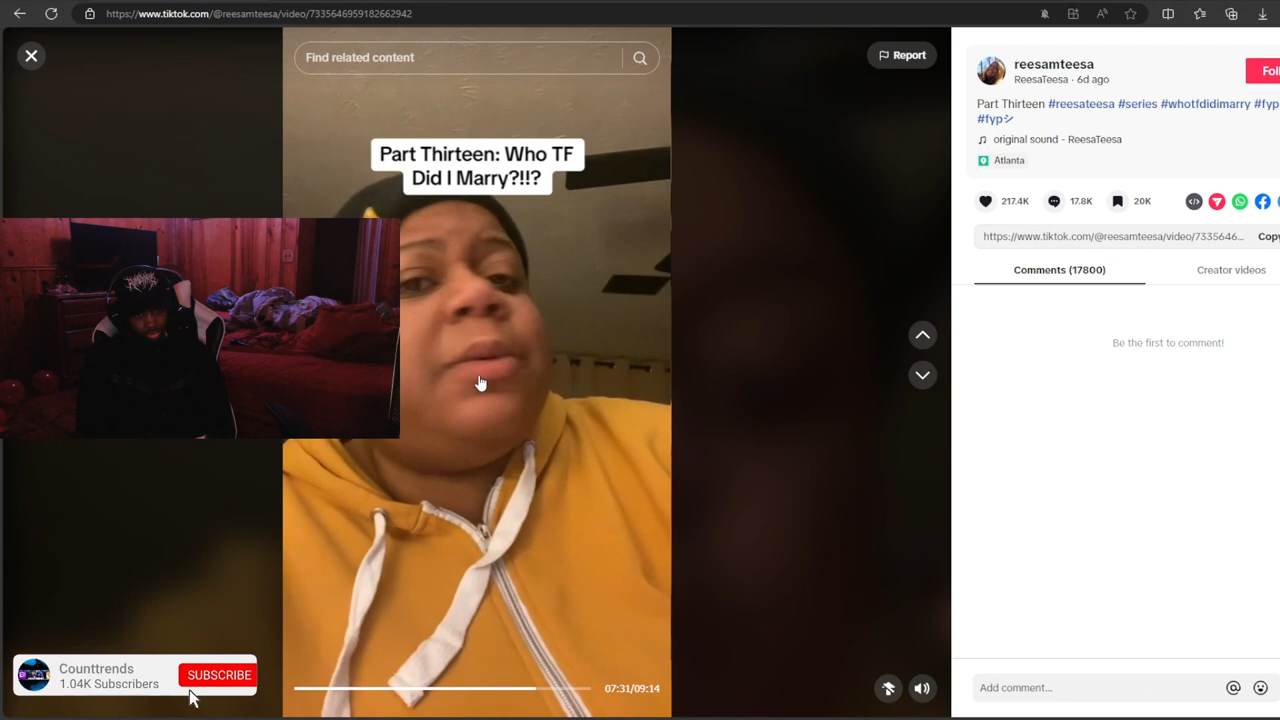 https://www.tiktok.com/@reesamteesa/video/7335646959182662942
Find related content
Report
Part Thirteen: Who TF
Did I Marry?!!?
07:31/09:14
Counttrends
1.04K Subscribers
SUBSCRIBE
reesamteesa
ReesaTeesa · 6d ago
Foll
Part Thirteen #reesateesa #series #whotfdidimarry #fyp
#fypシ
original sound - ReesaTeesa
Atlanta
217.4K
17.8K
20K
https://www.tiktok.com/@reesamteesa/video/7335646...
Copy
Comments (17800)
Creator videos
Be the first to comment!
Add comment...